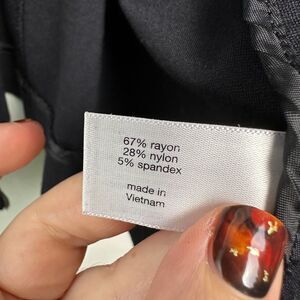 67% rayon
28% nylon
5% spandex
made in
Vietnam